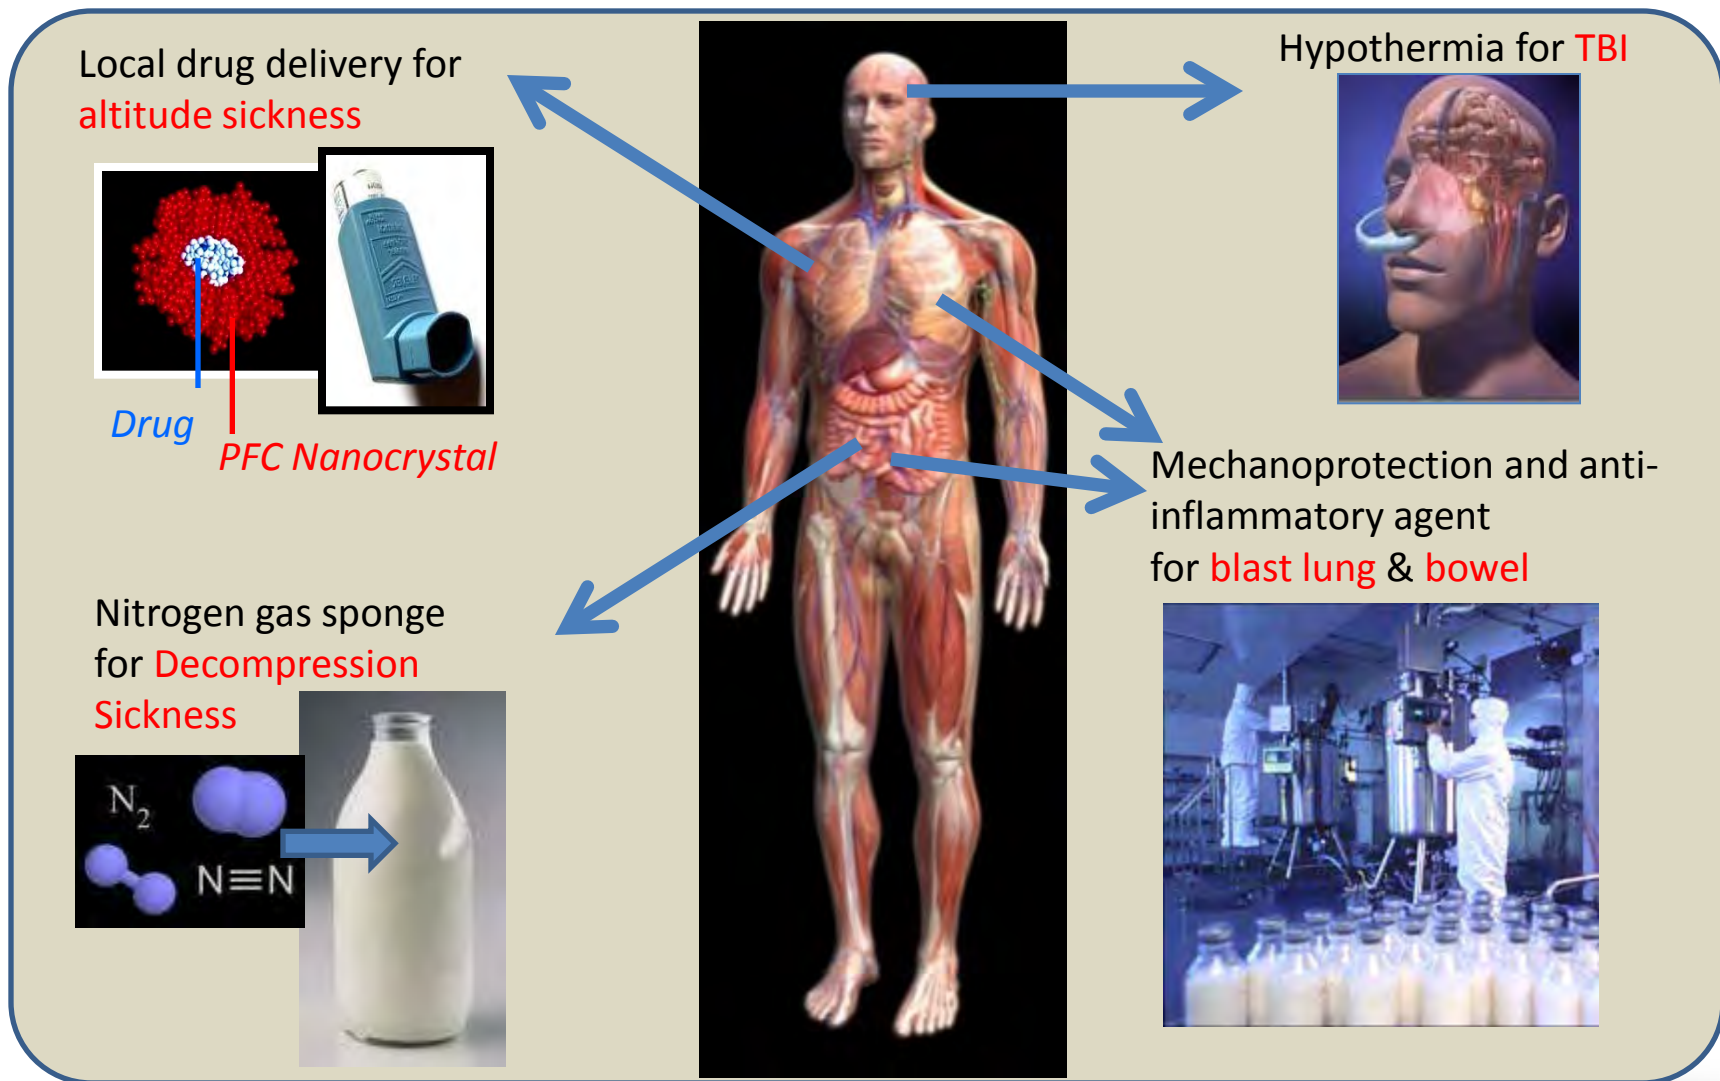 Local drug delivery for
altitude sickness
Drug
PFC Nanocrystal
Nitrogen gas sponge
for Decompression
Sickness
N2
N≡N
Hypothermia for TBI
Mechanoprotection and anti-
inflammatory agent
for blast lung & bowel